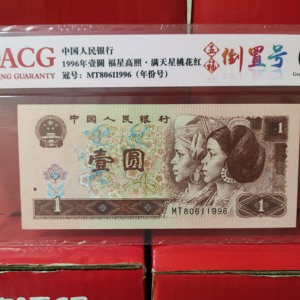 ACG
NG GUARANTY
中国人民银行
1996年壹圆 福星高照·满天星桃花红
冠号：MT80611996（年份号）
倒置号
中国人民银行
壹圆
1
1
MT80611996